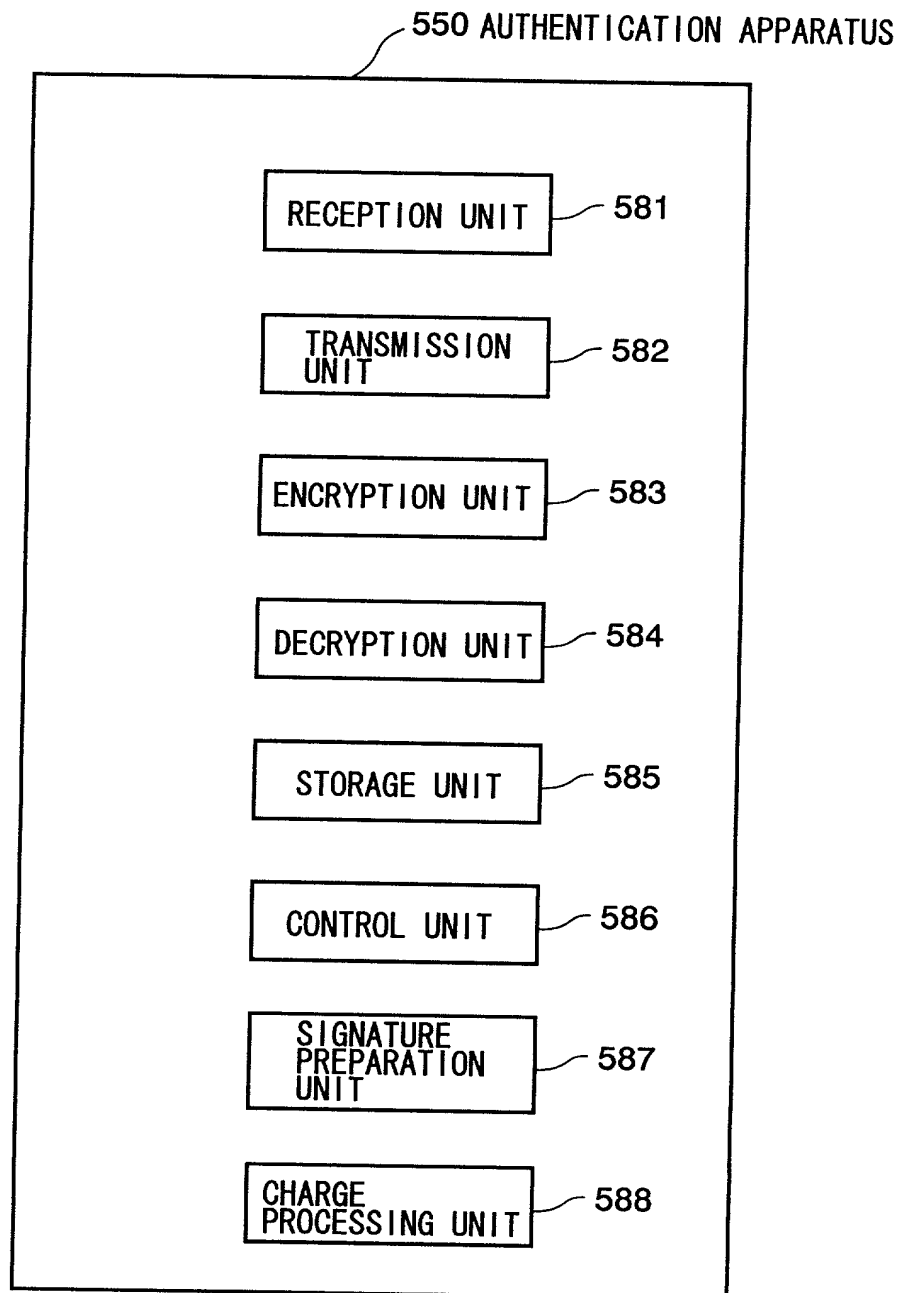 550 AUTHENTICATION APPARATUS
RECEPTION UNIT
581
TRANSMISSION
UNIT
582
ENCRYPTION UNIT
583
DECRYPTION UNIT
584
STORAGE UNIT
585
CONTROL UNIT
586
SIGNATURE
PREPARATION
UNIT
587
CHARGE
PROCESSING UNIT
588